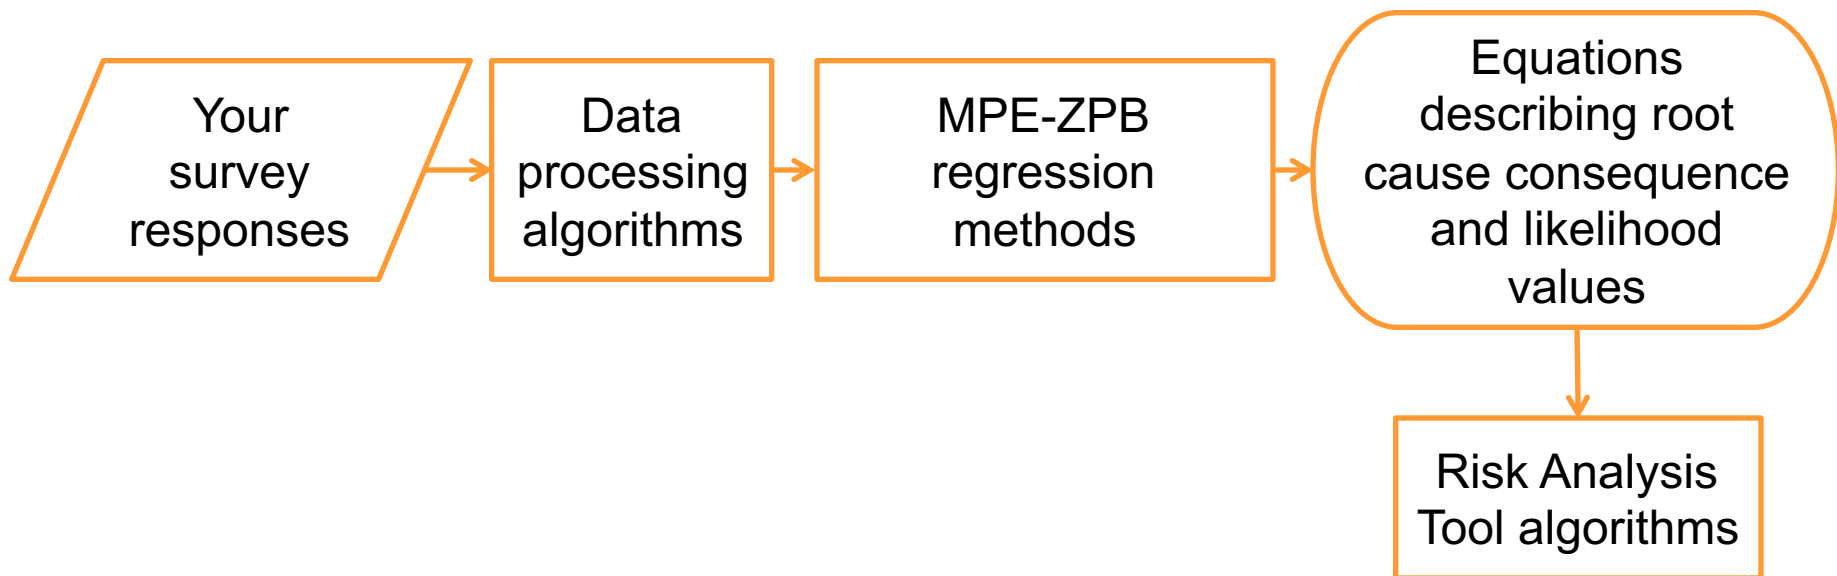 Your
survey
responses
Data
processing
algorithms
MPE-ZPB
regression
methods
Equations
describing root
cause consequence
and likelihood
values
Risk Analysis
Tool algorithms